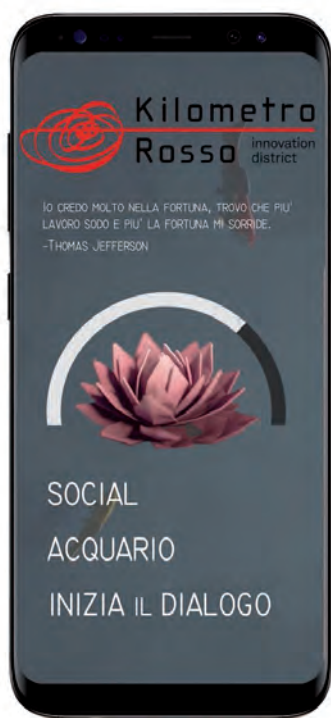 Kilometro
Rosso innovation
district
IO CREDO MOLTO NELLA FORTUNA, TROVO CHE PIU'
LAVORO SODO E PIU' LA FORTUNA MI SORRIDE.
-THOMAS JEFFERSON
SOCIAL
ACQUARIO
INIZIA IL DIALOGO